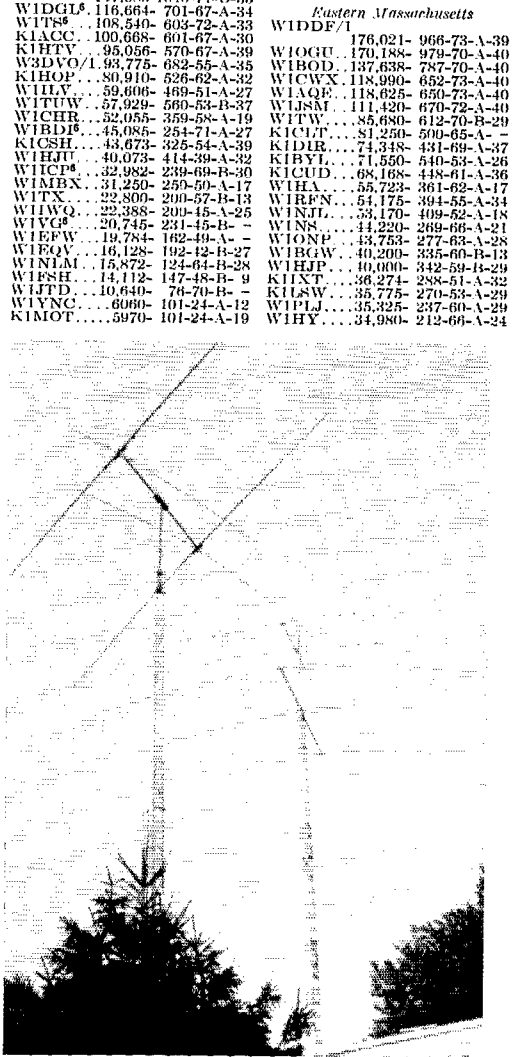 W1DGL⁶.116,664- 701-67-A-34
W1TS⁶...108,540- 603-72-A-33
K1ACC..100,668- 601-67-A-30
K1HTV...95,056- 570-67-A-39
W3DVO/1.93,775- 682-55-A-35
K1HOP...80,910- 526-62-A-32
W1ILV...59,606- 469-51-A-27
W1TUW..57,929- 560-53-B-37
W1CHR...52,055- 359-58-A-19
W1BDI⁶...45,085- 254-71-A-27
K1CSH...43,673- 325-54-A-39
W1HJU...40,073- 414-39-A-32
W1ICP⁶...32,982- 239-69-B-30
W1MBX..31,250- 250-50-A-17
W1TX....22,800- 200-57-B-13
W1IWQ...22,388- 200-45-A-25
W1VG⁶....20,745- 231-45-B- -
W1EFW..19,784- 162-49-A- -
W1EQV...16,128- 192-42-B-27
W1NLM..15,872- 124-64-B-28
W1FSH...14,112- 147-48-B- 9
W1JTD...10,640- 76-70-B- -
W1YNC.....6060- 101-24-A-12
K1MOT.....5970- 101-24-A-19
Eastern Massachusetts
W1DDF/1
176,021- 966-73-A-39
W1OGU..170,188- 979-70-A-40
W1BOD..137,638- 787-70-A-40
W1CWX.118,990- 652-73-A-40
W1AQE..118,625- 650-73-A-40
W1JSM..111,420- 670-72-A-40
W1TW....85,680- 612-70-B-29
K1CLT....81,250- 500-65-A- -
K1DIR...74,348- 431-69-A-37
K1BYL...71,550- 540-53-A-26
K1CUD...68,168- 448-61-A-36
W1HA....55,723- 361-62-A-17
W1RFN...54,175- 394-55-A-34
W1NJL...53,170- 409-52-A-18
W1NS.....44,220- 269-66-A-21
W1ONP...43,753- 277-63-A-28
W1BGW..40,200- 335-60-B-13
W1HJP...40,000- 342-59-B-29
K1IXT....36,274- 288-51-A-32
K1LSW...35,775- 270-53-A-29
W1PLJ....35,325- 237-60-A-29
W1HY....34,980- 212-66-A-24